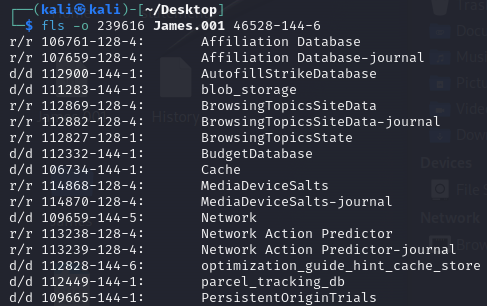 ┌──(kali㉿kali)-[~/Desktop]
└─$ fls -o 239616 James.001 46528-144-6
r/r 106761-128-4: Affiliation Database
r/r 107659-128-4: Affiliation Database-journal
d/d 112900-144-1: AutofillStrikeDatabase
d/d 111283-144-1: blob_storage
r/r 112869-128-4: BrowsingTopicsSiteData
r/r 112882-128-4: BrowsingTopicsSiteData-journal
r/r 112827-128-1: BrowsingTopicsState
d/d 112332-144-1: BudgetDatabase
d/d 106734-144-1: Cache
r/r 114868-128-4: MediaDeviceSalts
r/r 114870-128-4: MediaDeviceSalts-journal
d/d 109659-144-5: Network
r/r 113238-128-4: Network Action Predictor
r/r 113239-128-4: Network Action Predictor-journal
d/d 112828-144-6: optimization_guide_hint_cache_store
d/d 112449-144-1: parcel_tracking_db
d/d 109665-144-1: PersistentOriginTrials
Devices
Network